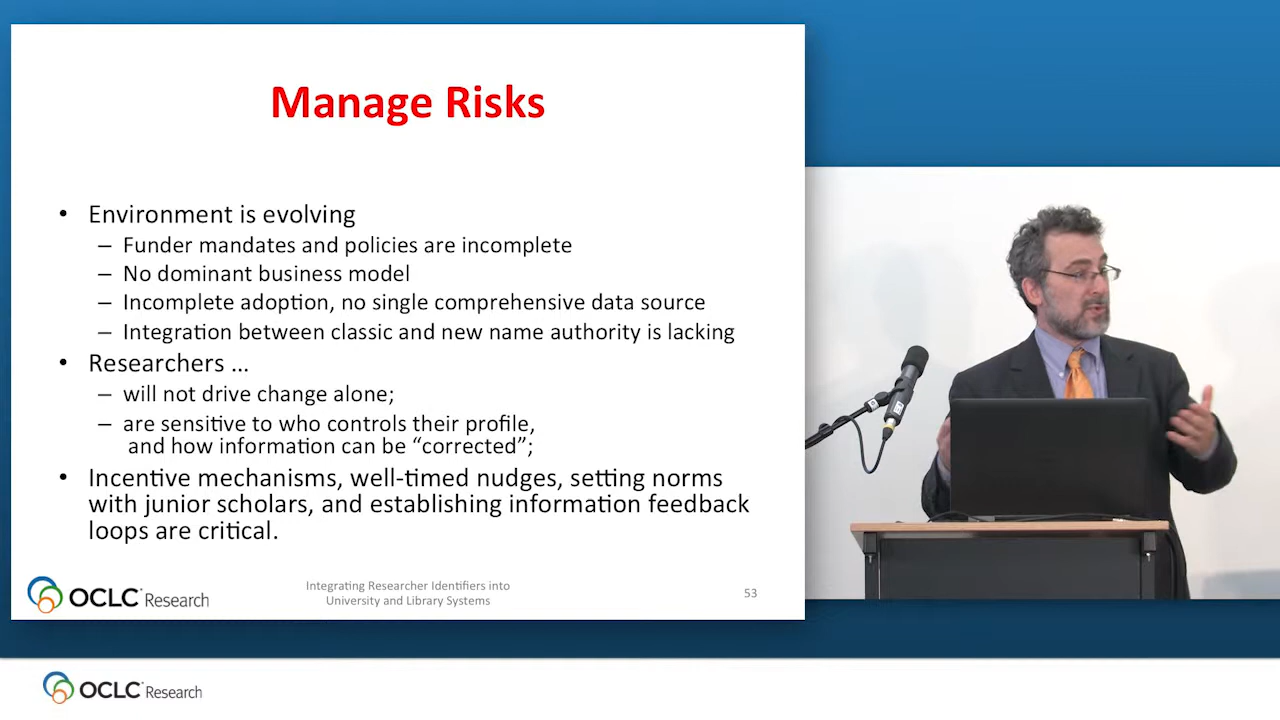 Manage Risks
• Environment is evolving
– Funder mandates and policies are incomplete
– No dominant business model
– Incomplete adoption, no single comprehensive data source
– Integration between classic and new name authority is lacking
• Researchers ...
– will not drive change alone;
– are sensitive to who controls their profile,
and how information can be “corrected”;
• Incentive mechanisms, well-timed nudges, setting norms
with junior scholars, and establishing information feedback
loops are critical.
OCLC Research
Integrating Researcher Identifiers into
University and Library Systems
53
OCLC Research